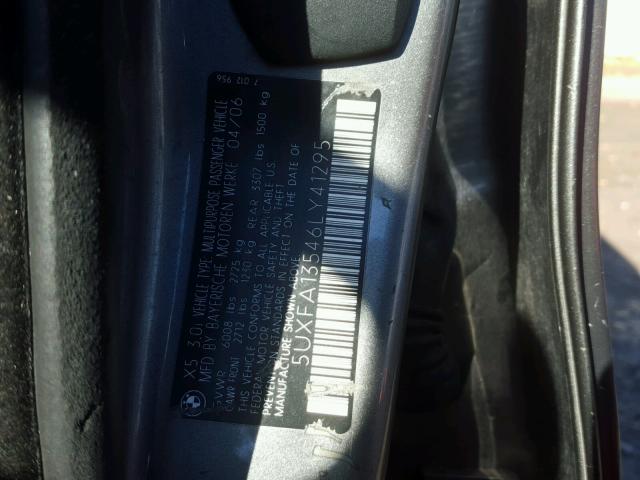 X5 3.0i VEHICLE TYPE: MULTIPURPOSE PASSENGER VEHICLE
MFD BY BAYERISCHE MOTOREN WERKE 04/06
GVWR 6008 lbs 2725 kg
GAWR FRONT 2712 lbs 1230 kg REAR 3307 lbs 1500 kg
THIS VEHICLE CONFORMS TO ALL APPLICABLE U.S.
FEDERAL MOTOR VEHICLE SAFETY AND THEFT
PREVENTION STANDARDS IN EFFECT ON THE DATE OF
MANUFACTURE SHOWN ABOVE.
5UXFA13546LY41295